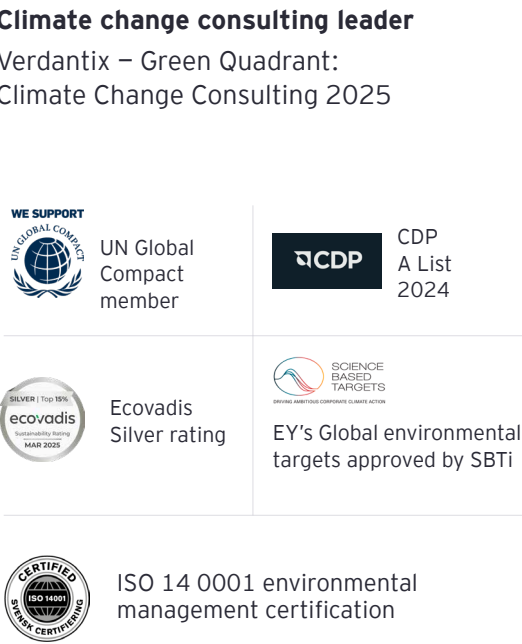 Climate change consulting leader
Verdantix – Green Quadrant:
Climate Change Consulting 2025
WE SUPPORT
UN GLOBAL COMPACT
UN Global
Compact
member
CDP
CDP
A List
2024
SILVER | Top 15%
ecovadis
Sustainability Rating
MAR 2025
Ecovadis
Silver rating
SCIENCE
BASED
TARGETS
DRIVING AMBITIOUS CORPORATE CLIMATE ACTION
EY’s Global environmental
targets approved by SBTi
CERTIFIED
ISO 14001
SVENSK CERTIFIERING
ISO 14 0001 environmental
management certification